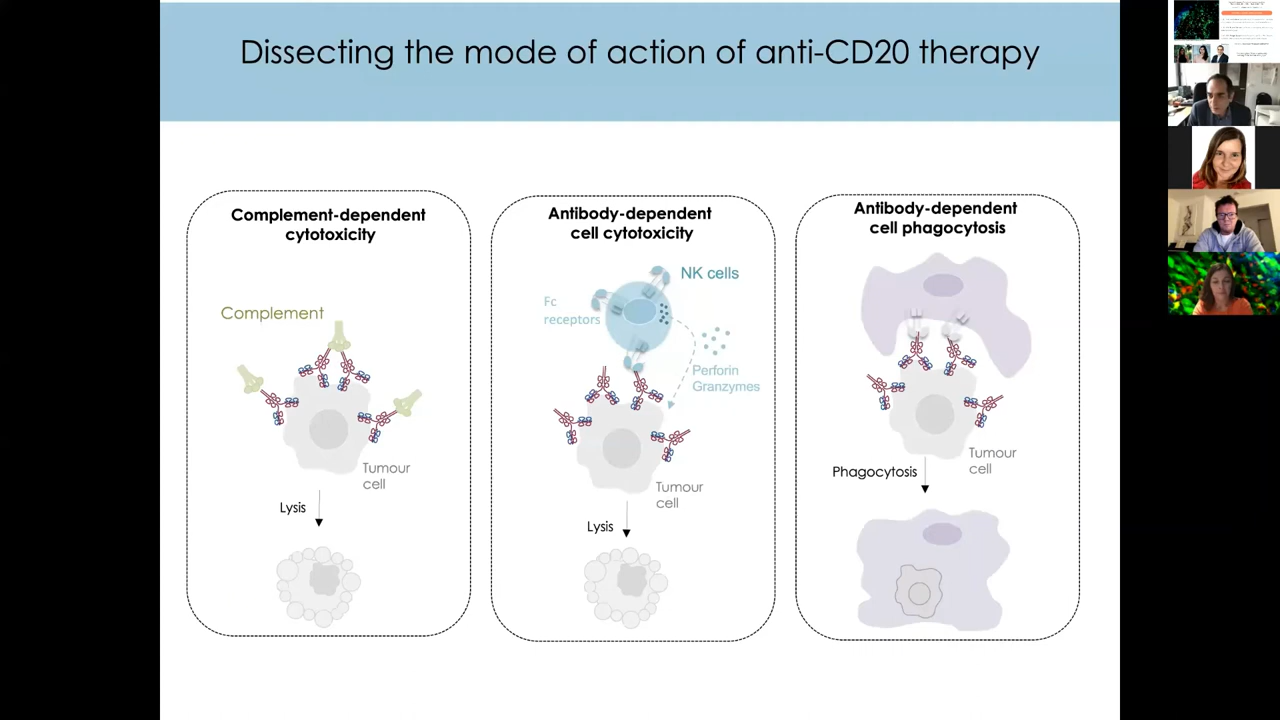 Dissecting the mode of action of anti-CD20 therapy
Complement-dependent
cytotoxicity
Complement
Tumour
cell
Lysis
Antibody-dependent
cell cytotoxicity
NK cells
Fc
receptors
Perforin
Granzymes
Tumour
cell
Lysis
Antibody-dependent
cell phagocytosis
Tumour
cell
Phagocytosis